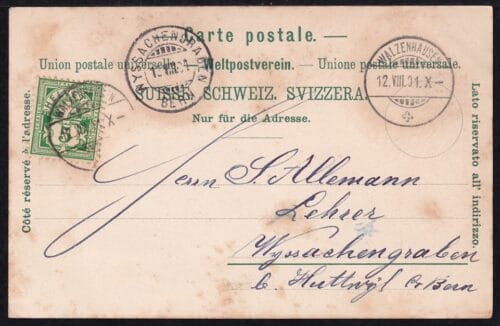 Carte postale.
Union postale universelle. — Weltpostverein. — Unione postale universale.
SUISSE. SCHWEIZ. SVIZZERA.
Nur für die Adresse.
Côté réservé à l'adresse.
Lato riservato all' indirizzo.
WYSSACHENGRABEN
BERN
WALZENHAUSEN
12.VIII.01. X–
5
Herrn S. Allemann
Lehrer
Wyssachengraben
b. Huttwyl Ct. Bern